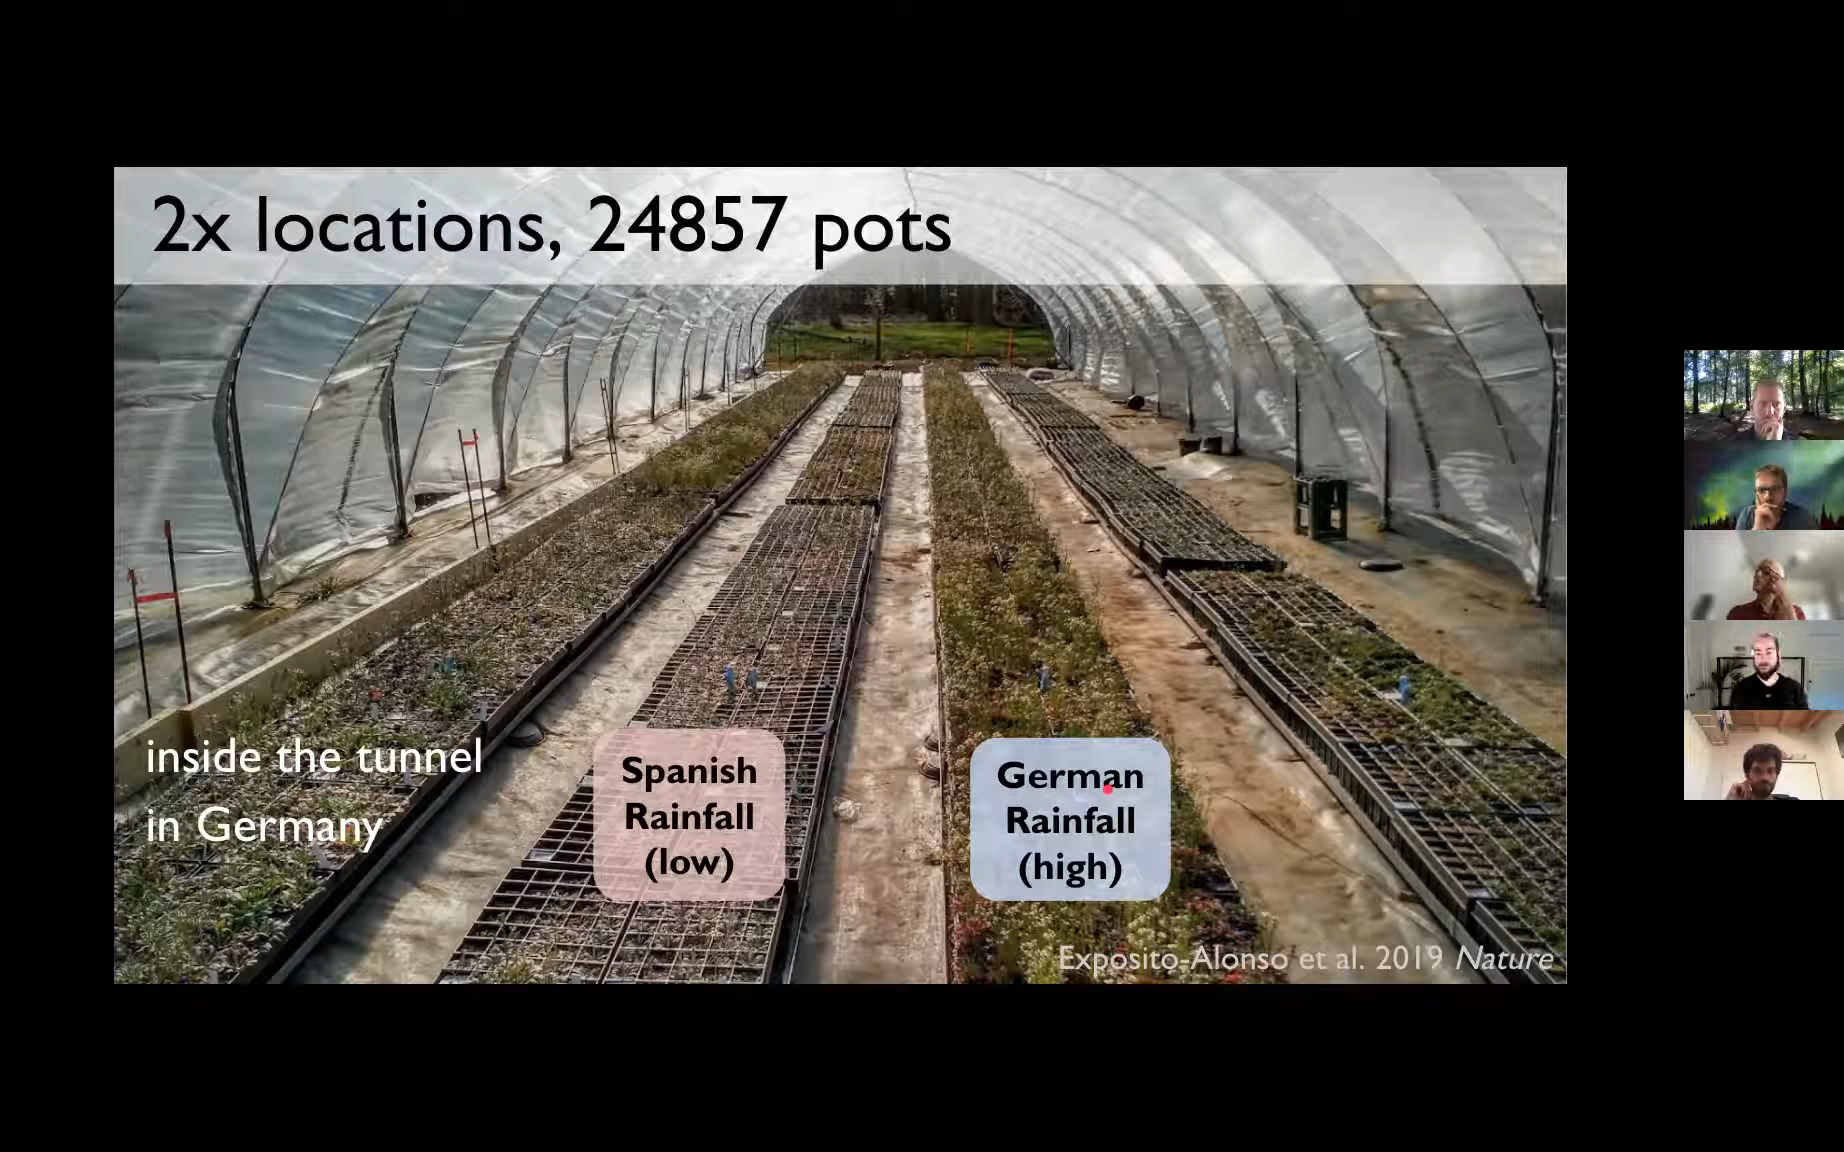 2x locations, 24857 pots
inside the tunnel
in Germany
Spanish
Rainfall
(low)
German
Rainfall
(high)
Exposito-Alonso et al. 2019 Nature